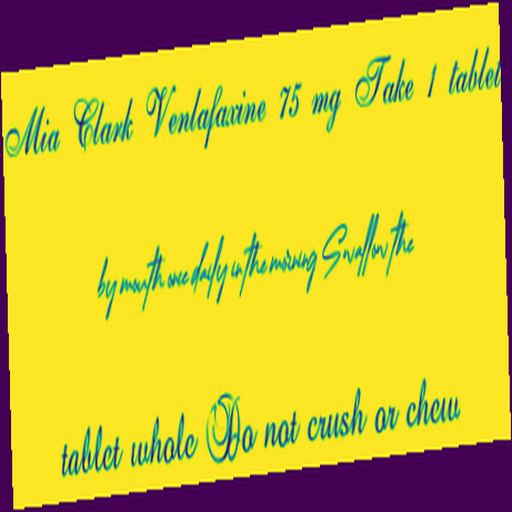 Mia Clark Venlafaxine 75 mg Take 1 tablet
by mouth once daily in the morning Swallow the
tablet whole Do not crush or chew